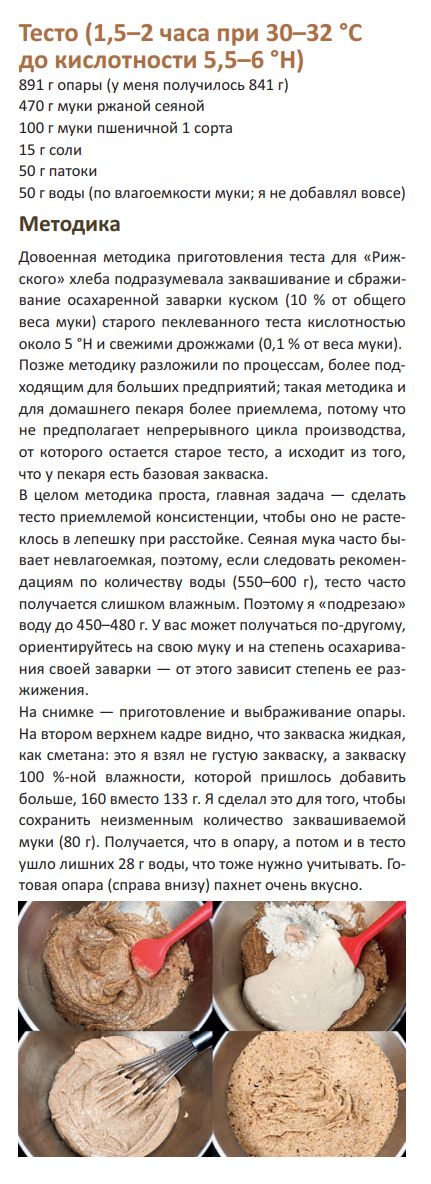 Тесто (1,5–2 часа при 30–32 °С
до кислотности 5,5–6 °Н)
891 г опары (у меня получилось 841 г)
470 г муки ржаной сеяной
100 г муки пшеничной 1 сорта
15 г соли
50 г патоки
50 г воды (по влагоемкости муки; я не добавлял вовсе)
Методика
Довоенная методика приготовления теста для «Риж-
ского» хлеба подразумевала заквашивание и сбражи-
вание осахаренной заварки куском (10 % от общего
веса муки) старого пеклеванного теста кислотностью
около 5 °Н и свежими дрожжами (0,1 % от веса муки).
Позже методику разложили по процессам, более под-
ходящим для больших предприятий; такая методика и
для домашнего пекаря более приемлема, потому что
не предполагает непрерывного цикла производства,
от которого остается старое тесто, а исходит из того,
что у пекаря есть базовая закваска.
В целом методика проста, главная задача — сделать
тесто приемлемой консистенции, чтобы оно не расте-
клось в лепешку при расстойке. Сеяная мука часто бы-
вает невлагоемкая, поэтому, если следовать рекомен-
дациям по количеству воды (550–600 г), тесто часто
получается слишком влажным. Поэтому я «подрезаю»
воду до 450–480 г. У вас может получаться по-другому,
ориентируйтесь на свою муку и на степень осахарива-
ния своей заварки — от этого зависит степень ее раз-
жижения.
На снимке — приготовление и выбраживание опары.
На втором верхнем кадре видно, что закваска жидкая,
как сметана: это я взял не густую закваску, а закваску
100 %-ной влажности, которой пришлось добавить
больше, 160 вместо 133 г. Я сделал это для того, чтобы
сохранить неизменным количество заквашиваемой
муки (80 г). Получается, что в опару, а потом и в тесто
ушло лишних 28 г воды, что тоже нужно учитывать. Го-
товая опара (справа внизу) пахнет очень вкусно.